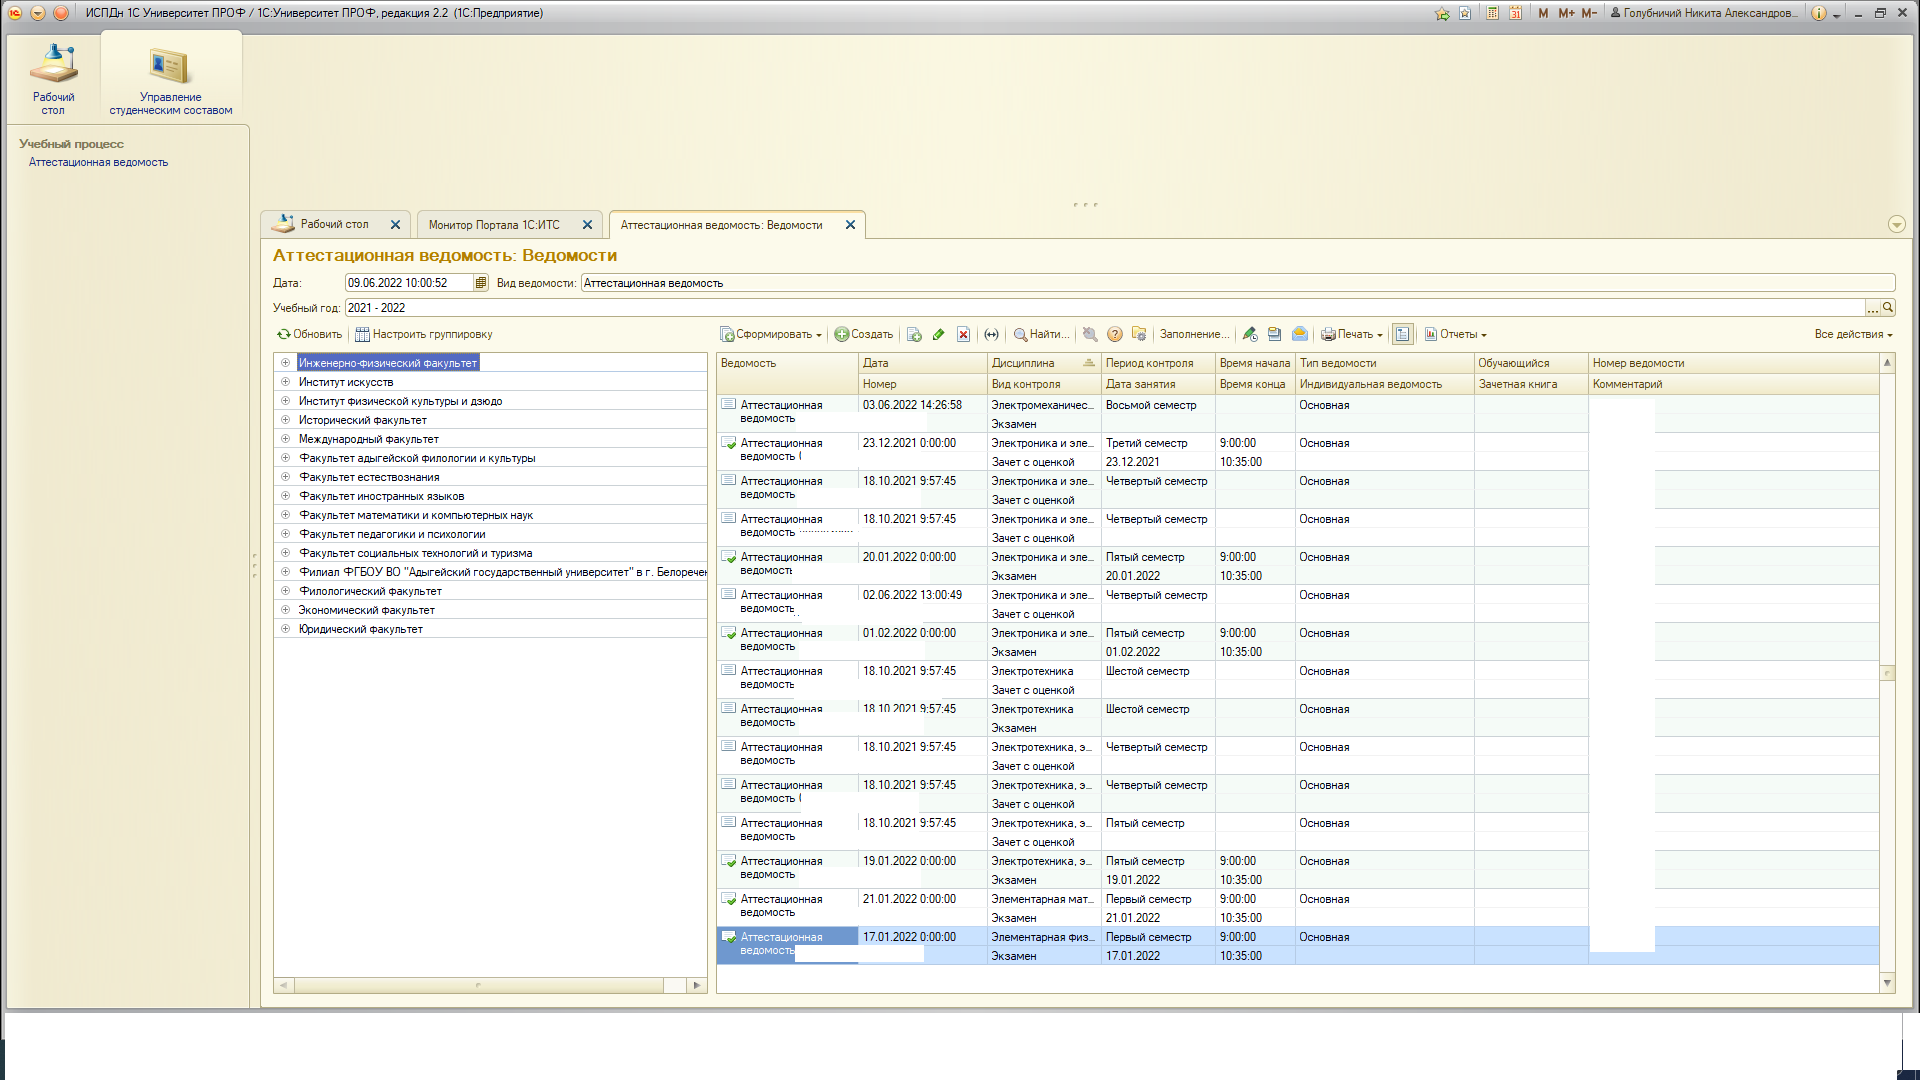 ИСПДн 1С Университет ПРОФ / 1С:Университет ПРОФ, редакция 2.2 (1С:Предприятие)
31
M M+ M-
Голубничий Никита Александров...
Рабочий
стол
Управление
студенческим составом
Учебный процесс
Аттестационная ведомость
Рабочий стол
Монитор Портала 1С:ИТС
Аттестационная ведомость: Ведомости
Аттестационная ведомость: Ведомости
Дата: 09.06.2022 10:00:52 Вид ведомости: Аттестационная ведомость
Учебный год: 2021 - 2022 ...
Обновить Настроить группировку
Сформировать Создать Найти... Заполнение... Печать Отчеты Все действия
Инженерно-физический факультет
Институт искусств
Институт физической культуры и дзюдо
Исторический факультет
Международный факультет
Факультет адыгейской филологии и культуры
Факультет естествознания
Факультет иностранных языков
Факультет математики и компьютерных наук
Факультет педагогики и психологии
Факультет социальных технологий и туризма
Филиал ФГБОУ ВО "Адыгейский государственный университет" в г. Белоречен
Филологический факультет
Экономический факультет
Юридический факультет
Ведомость Дата Дисциплина Период контроля Время начала Тип ведомости Обучающийся Номер ведомости
Номер Вид контроля Дата занятия Время конца Индивидуальная ведомость Зачетная книга Комментарий
Аттестационная 03.06.2022 14:26:58 Электромеханичес... Восьмой семестр Основная
ведомость Экзамен
Аттестационная 23.12.2021 0:00:00 Электроника и эле... Третий семестр 9:00:00 Основная
ведомость ( Зачет с оценкой 23.12.2021 10:35:00
Аттестационная 18.10.2021 9:57:45 Электроника и эле... Четвертый семестр Основная
ведомость Зачет с оценкой
Аттестационная 18.10.2021 9:57:45 Электроника и эле... Четвертый семестр Основная
ведомость Зачет с оценкой
Аттестационная 20.01.2022 0:00:00 Электроника и эле... Пятый семестр 9:00:00 Основная
ведомость Экзамен 20.01.2022 10:35:00
Аттестационная 02.06.2022 13:00:49 Электроника и эле... Четвертый семестр Основная
ведомость Зачет с оценкой
Аттестационная 01.02.2022 0:00:00 Электроника и эле... Пятый семестр 9:00:00 Основная
ведомость Экзамен 01.02.2022 10:35:00
Аттестационная 18.10.2021 9:57:45 Электротехника Шестой семестр Основная
ведомость Зачет с оценкой
Аттестационная 18.10.2021 9:57:45 Электротехника Шестой семестр Основная
ведомость Экзамен
Аттестационная 18.10.2021 9:57:45 Электротехника, э... Четвертый семестр Основная
ведомость Зачет с оценкой
Аттестационная 18.10.2021 9:57:45 Электротехника, э... Четвертый семестр Основная
ведомость ( Зачет с оценкой
Аттестационная 18.10.2021 9:57:45 Электротехника, э... Пятый семестр Основная
ведомость Зачет с оценкой
Аттестационная 19.01.2022 0:00:00 Электротехника, э... Пятый семестр 9:00:00 Основная
ведомость Экзамен 19.01.2022 10:35:00
Аттестационная 21.01.2022 0:00:00 Элементарная мат... Первый семестр 9:00:00 Основная
ведомость Экзамен 21.01.2022 10:35:00
Аттестационная 17.01.2022 0:00:00 Элементарная физ... Первый семестр 9:00:00 Основная
ведомость Экзамен 17.01.2022 10:35:00